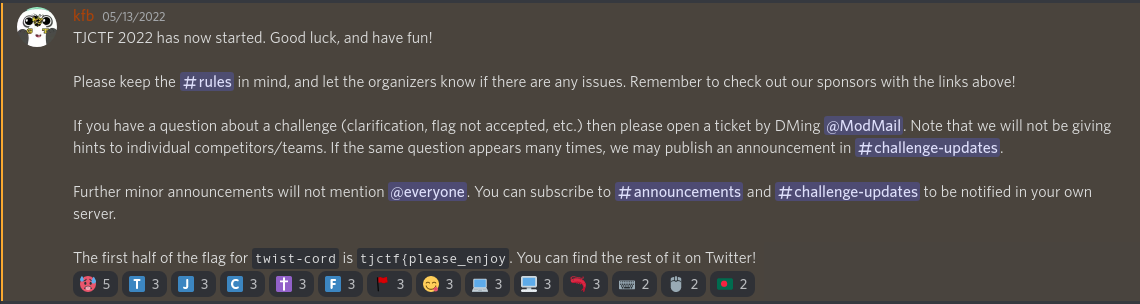 kfb 05/13/2022
TJCTF 2022 has now started. Good luck, and have fun!
Please keep the #rules in mind, and let the organizers know if there are any issues. Remember to check out our sponsors with the links above!
If you have a question about a challenge (clarification, flag not accepted, etc.) then please open a ticket by DMing @ModMail. Note that we will not be giving
hints to individual competitors/teams. If the same question appears many times, we may publish an announcement in #challenge-updates.
Further minor announcements will not mention @everyone. You can subscribe to #announcements and #challenge-updates to be notified in your own
server.
The first half of the flag for twist-cord is tjctf{please_enjoy. You can find the rest of it on Twitter!
5 T 3 J 3 C 3 3 F 3 3 3 3 3 3 2 2 2